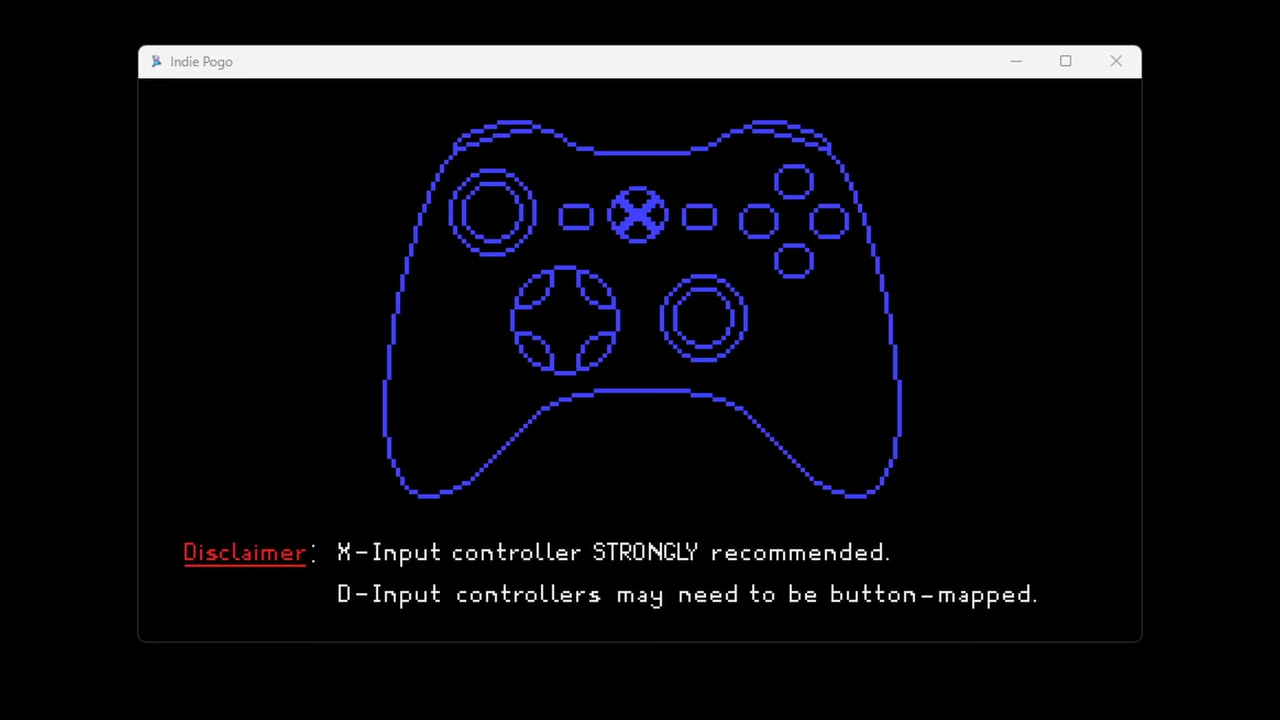 Indie Pogo
Disclaimer: X-Input controller STRONGLY recommended.
D-Input controllers may need to be button-mapped.